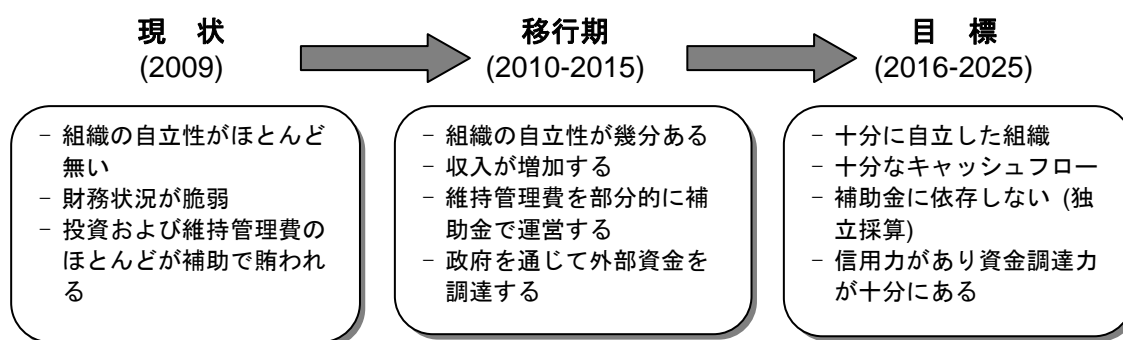 現　状
(2009)
移行期
(2010-2015)
目　標
(2016-2025)
− 組織の自立性がほとんど
無い
− 財務状況が脆弱
− 投資および維持管理費の
ほとんどが補助で賄われ
る
− 組織の自立性が幾分ある
− 収入が増加する
− 維持管理費を部分的に補
助金で運営する
− 政府を通じて外部資金を
調達する
− 十分に自立した組織
− 十分なキャッシュフロー
− 補助金に依存しない (独
立採算)
− 信用力があり資金調達力
が十分にある